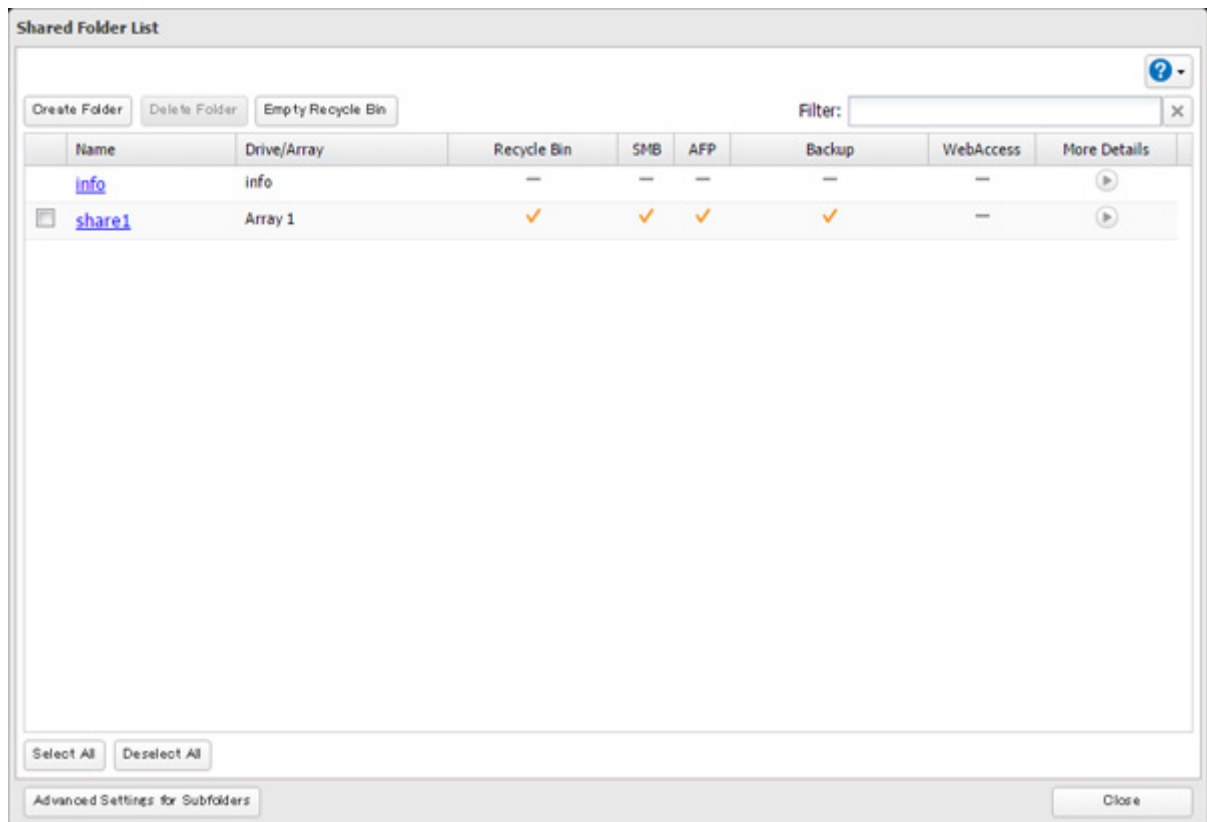 Shared Folder List
?
Create Folder Delete Folder Empty Recycle Bin Filter:
Name Drive/Array Recycle Bin SMB AFP Backup WebAccess More Details
info info
share1 Array 1
Select All Deselect All
Advanced Settings for Subfolders Close